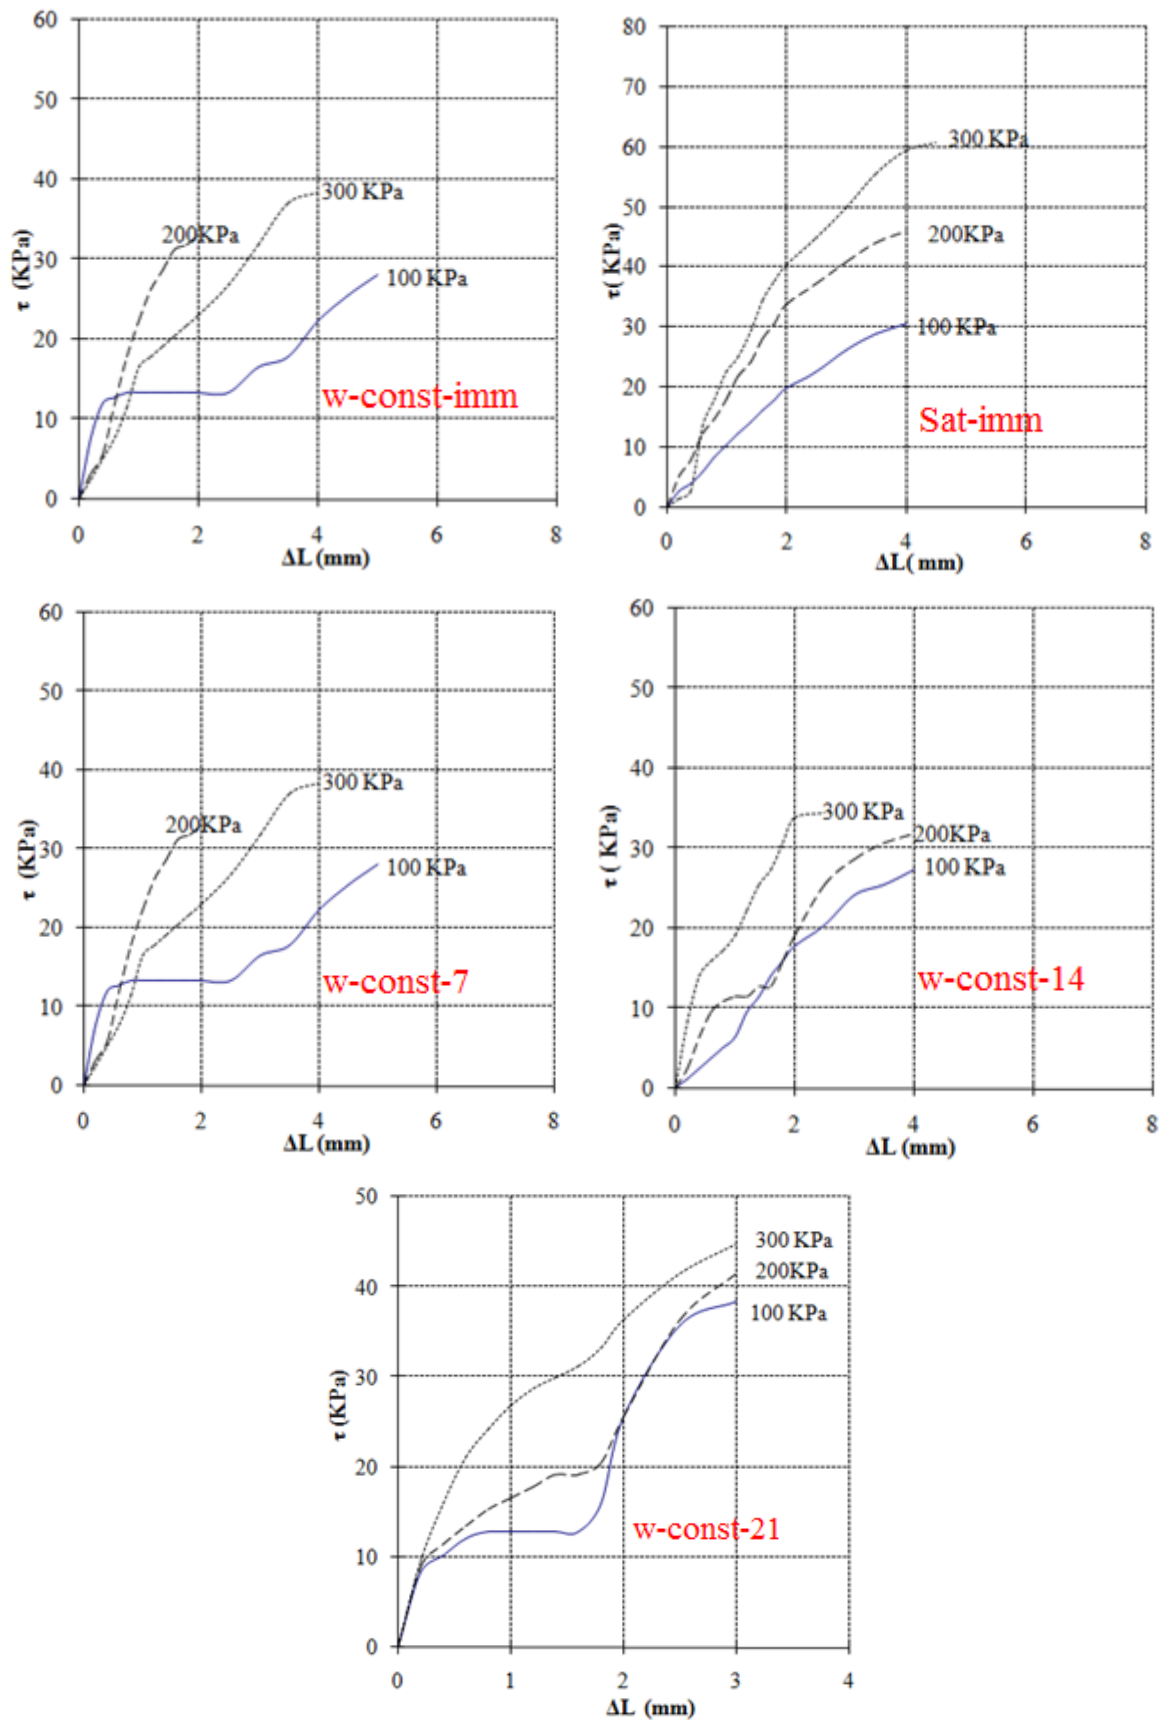 60
50
40
30
20
10
0
τ (KPa)
300 KPa
200KPa
100 KPa
w-const-imm
0 2 4 6 8
ΔL (mm)
80
70
60
50
40
30
20
10
0
τ( KPa)
300 KPa
200KPa
100 KPa
Sat-imm
0 2 4 6 8
ΔL( mm)
60
50
40
30
20
10
0
τ (KPa)
300 KPa
200KPa
100 KPa
w-const-7
0 2 4 6 8
ΔL (mm)
60
50
40
30
20
10
0
τ ( KPa)
300 KPa
200KPa
100 KPa
w-const-14
0 2 4 6 8
ΔL (mm)
50
40
30
20
10
0
τ (KPa)
300 KPa
200KPa
100 KPa
w-const-21
0 1 2 3 4
ΔL (mm)